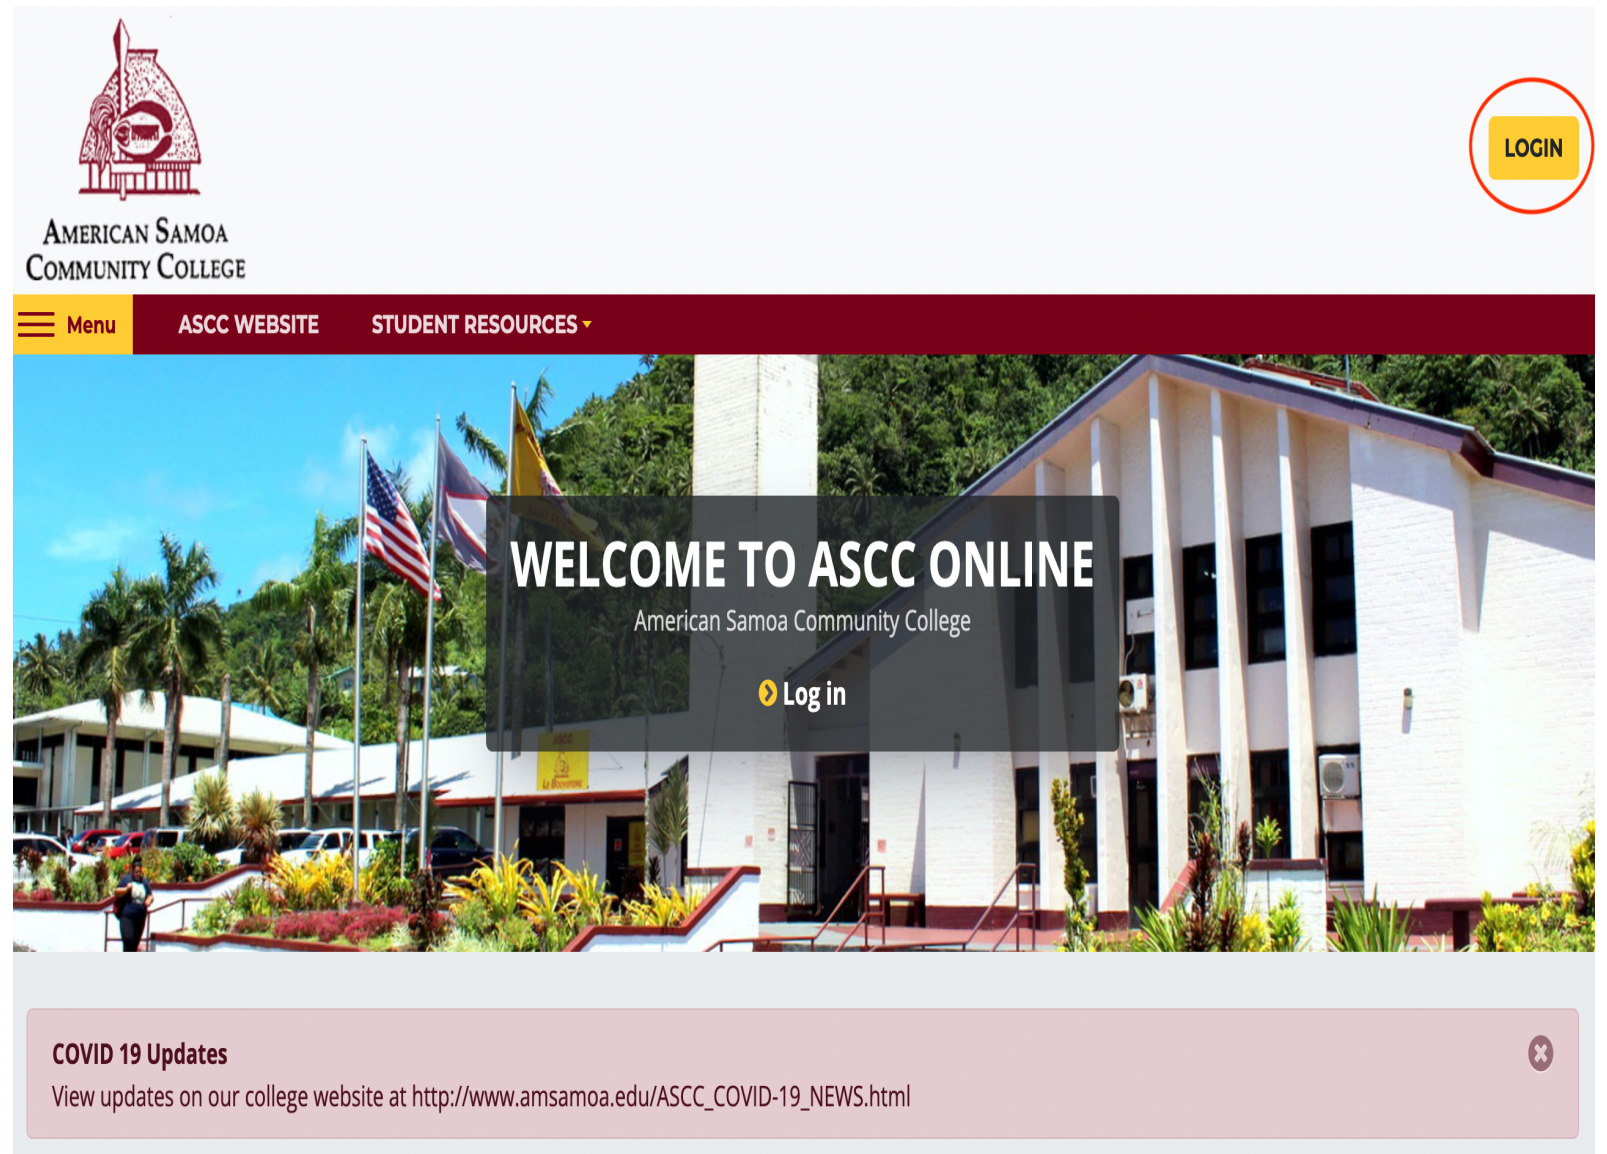 AMERICAN SAMOA
COMMUNITY COLLEGE
LOGIN
Menu
ASCC WEBSITE
STUDENT RESOURCES
WELCOME TO ASCC ONLINE
American Samoa Community College
Log in
ASCC
COVID 19 Updates
View updates on our college website at http://www.amsamoa.edu/ASCC_COVID-19_NEWS.html